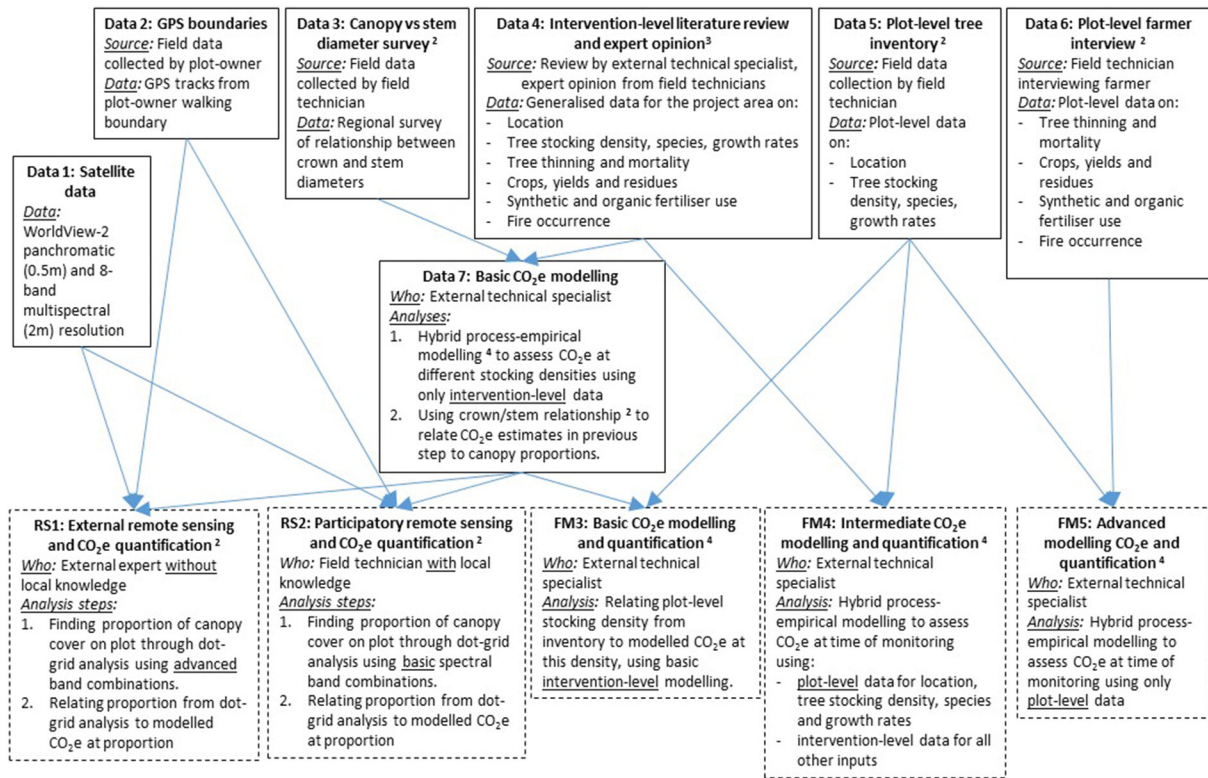 Data 2: GPS boundaries
Source: Field data
collected by plot-owner
Data: GPS tracks from
plot-owner walking
boundary
Data 3: Canopy vs stem
diameter survey 2
Source: Field data
collected by field
technician
Data: Regional survey
of relationship between
crown and stem
diameters
Data 4: Intervention-level literature review
and expert opinion3
Source: Review by external technical specialist,
expert opinion from field technicians
Data: Generalised data for the project area on:
- Location
- Tree stocking density, species, growth rates
- Tree thinning and mortality
- Crops, yields and residues
- Synthetic and organic fertiliser use
- Fire occurrence
Data 5: Plot-level tree
inventory 2
Source: Field data
collection by field
technician
Data: Plot-level data
on:
- Location
- Tree stocking
density, species,
growth rates
Data 6: Plot-level farmer
interview 2
Source: Field technician
interviewing farmer
Data: Plot-level data on:
- Tree thinning and
mortality
- Crops, yields and
residues
- Synthetic and organic
fertiliser use
- Fire occurrence
Data 1: Satellite
data
Data:
WorldView-2
panchromatic
(0.5m) and 8-
band
multispectral
(2m) resolution
Data 7: Basic CO2e modelling
Who: External technical specialist
Analyses:
1. Hybrid process-empirical
modelling 4 to assess CO2e at
different stocking densities using
only intervention-level data
2. Using crown/stem relationship 2 to
relate CO2e estimates in previous
step to canopy proportions.
RS1: External remote sensing
and CO2e quantification 2
Who: External expert without
local knowledge
Analysis steps:
1. Finding proportion of canopy
cover on plot through dot-
grid analysis using advanced
band combinations.
2. Relating proportion from dot-
grid analysis to modelled
CO2e at proportion
RS2: Participatory remote sensing
and CO2e quantification 2
Who: Field technician with local
knowledge
Analysis steps:
1. Finding proportion of canopy
cover on plot through dot-
grid analysis using basic spectral
band combinations.
2. Relating proportion from dot-
grid analysis to modelled CO2e
at proportion
FM3: Basic CO2e modelling
and quantification 4
Who: External technical
specialist
Analysis: Relating plot-level
stocking density from
inventory to modelled CO2e at
this density, using basic
intervention-level modelling.
FM4: Intermediate CO2e
modelling and quantification 4
Who: External technical
specialist
Analysis: Hybrid process-
empirical modelling to assess
CO2e at time of monitoring
using:
- plot-level data for location,
tree stocking density, species
and growth rates
- intervention-level data for all
other inputs
FM5: Advanced
modelling CO2e and
quantification 4
Who: External technical
specialist
Analysis: Hybrid process-
empirical modelling to
assess CO2e at time of
monitoring using only
plot-level data